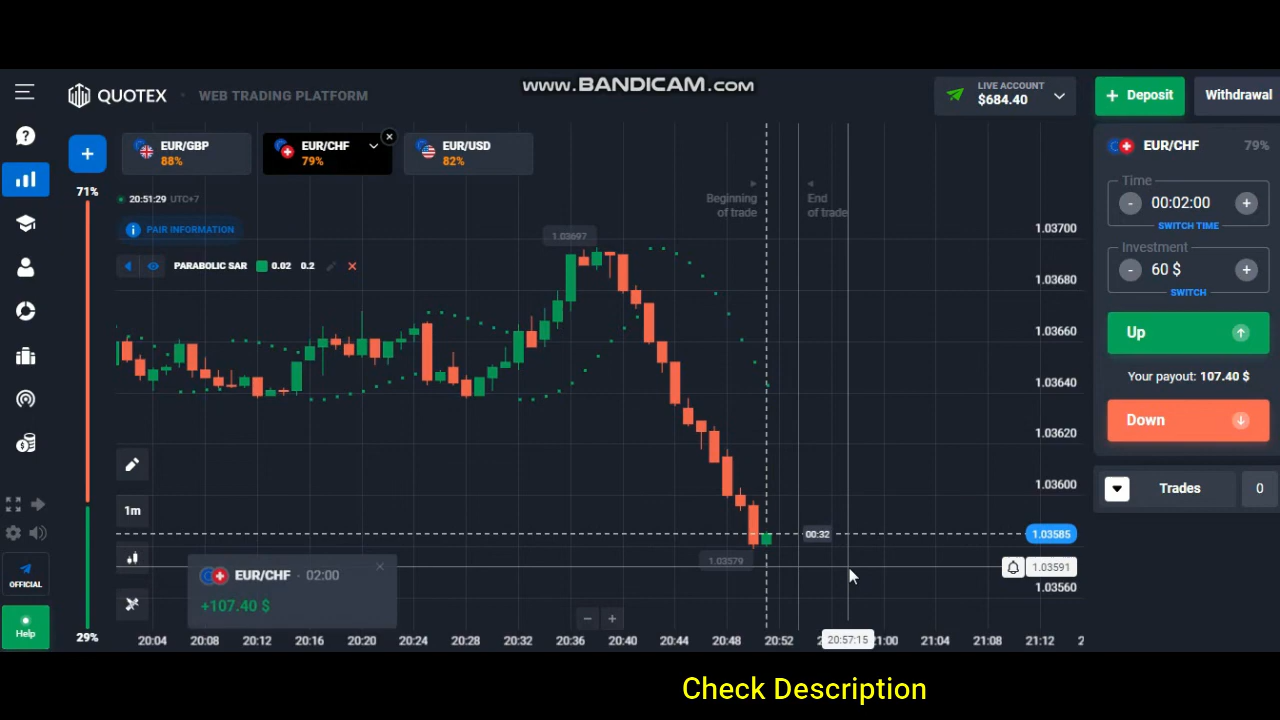 www.BANDICAM.com
QUOTEX
WEB TRADING PLATFORM
LIVE ACCOUNT
$684.40
+ Deposit
Withdrawal
EUR/GBP
88%
EUR/CHF
79%
EUR/USD
82%
EUR/CHF
79%
71%
20:51:29 UTC+7
Beginning
of trade
End
of trade
Time
- 00:02:00 +
SWITCH TIME
PAIR INFORMATION
1.03697
1.03700
PARABOLIC SAR 0.02 0.2
Investment
- 60 $ +
SWITCH
1.03680
1.03660
Up
Your payout: 107.40 $
1.03640
Down
1.03620
1.03600
Trades
0
1m
00:32
1.03585
1.03579
1.03591
1.03560
EUR/CHF · 02:00
+107.40 $
OFFICIAL
Help
29%
- +
20:04
20:08
20:12
20:16
20:20
20:24
20:28
20:32
20:36
20:40
20:44
20:48
20:52
20:57:15
21:00
21:04
21:08
21:12
2
Check Description